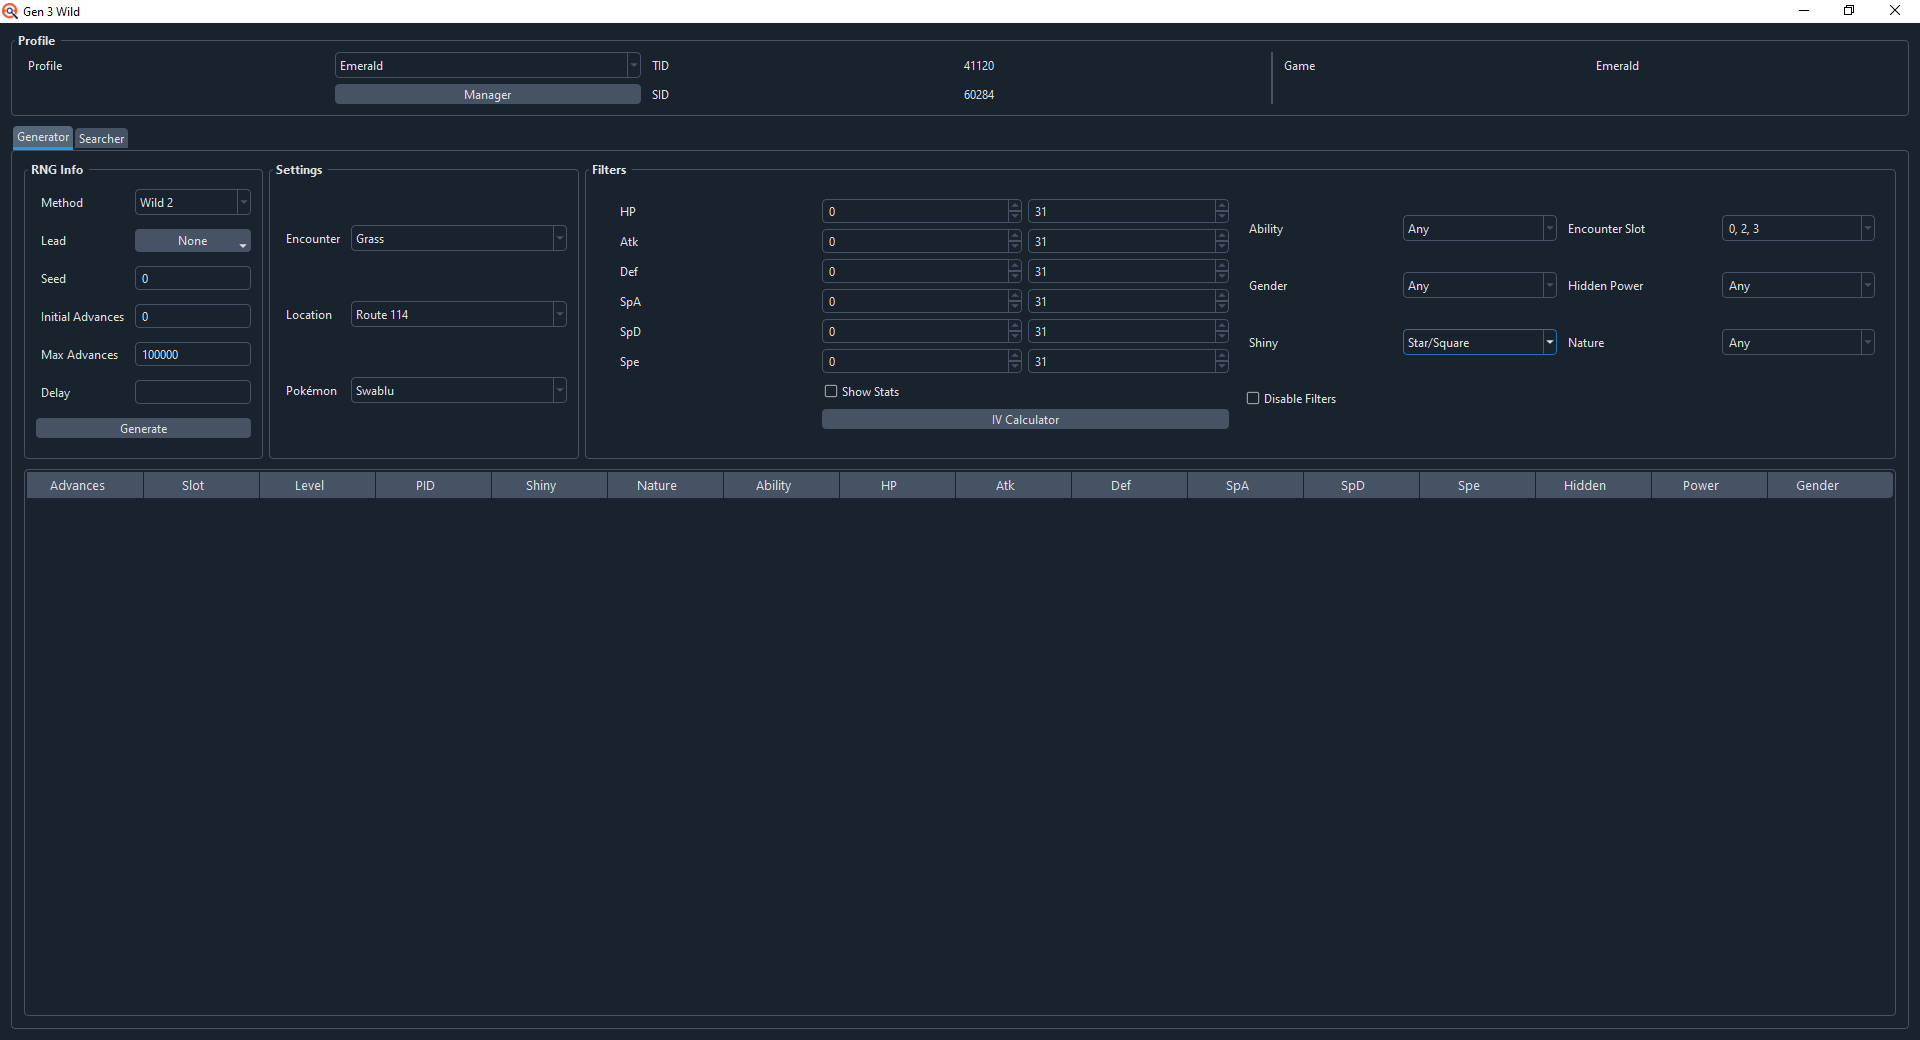 Gen 3 Wild
Profile
Profile
Emerald
TID
41120
Game
Emerald
Manager
SID
60284
Generator
Searcher
RNG Info
Method
Wild 2
Lead
None
Seed
0
Initial Advances
0
Max Advances
100000
Delay
Generate
Settings
Encounter
Grass
Location
Route 114
Pokémon
Swablu
Filters
HP
0
31
Atk
0
31
Def
0
31
SpA
0
31
SpD
0
31
Spe
0
31
Show Stats
IV Calculator
Ability
Any
Encounter Slot
0, 2, 3
Gender
Any
Hidden Power
Any
Shiny
Star/Square
Nature
Any
Disable Filters
Advances
Slot
Level
PID
Shiny
Nature
Ability
HP
Atk
Def
SpA
SpD
Spe
Hidden
Power
Gender